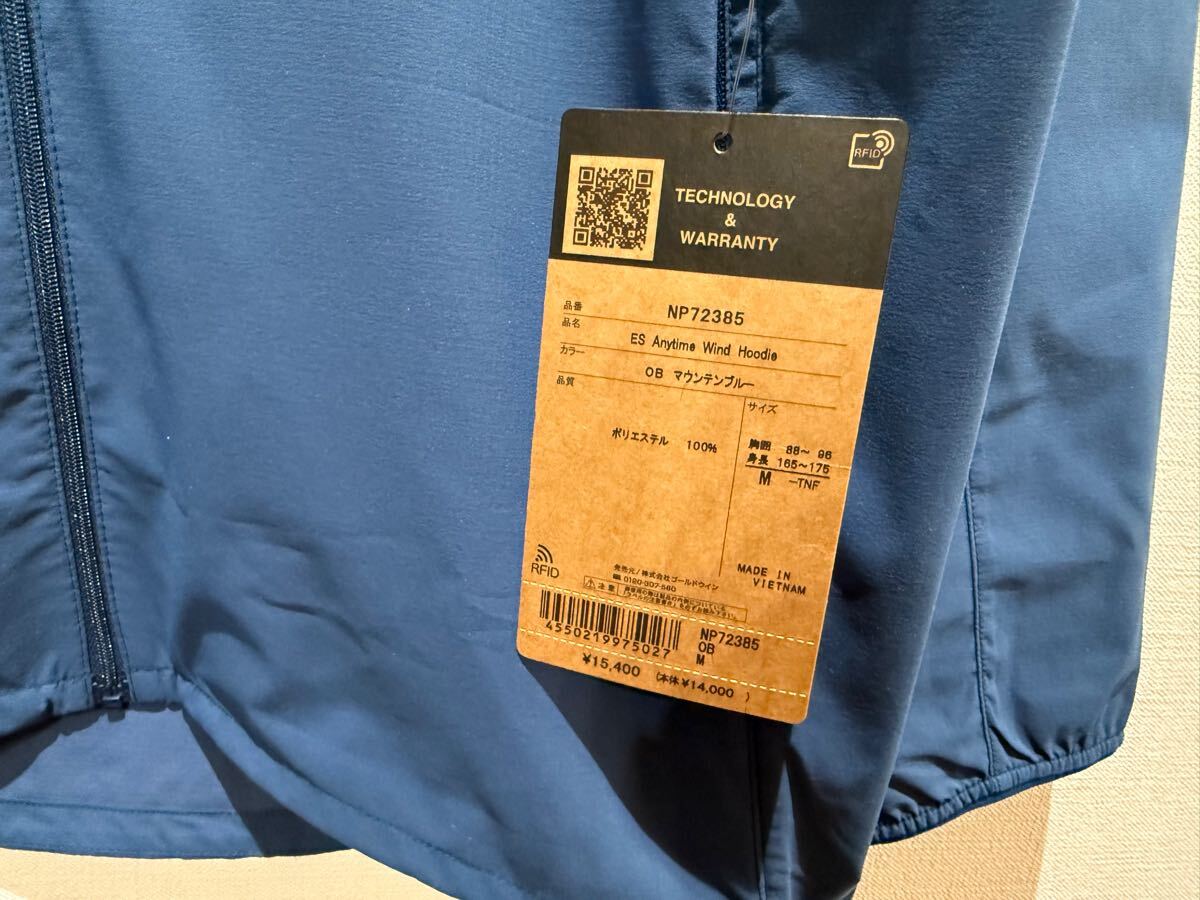 RFID
TECHNOLOGY
&
WARRANTY
品番 NP72385
品名 ES Anytime Wind Hoodie
カラー OB マウンテンブルー
品質
ポリエステル 100%
サイズ
胸囲 88〜 96
身長 165〜175
M —TNF
RFID
発売元/株式会社ゴールドウイン
0120-307-560
MADE IN
VIETNAM
注意
4550219975027
NP72385
OB
M
¥15,400 (本体¥14,000 )